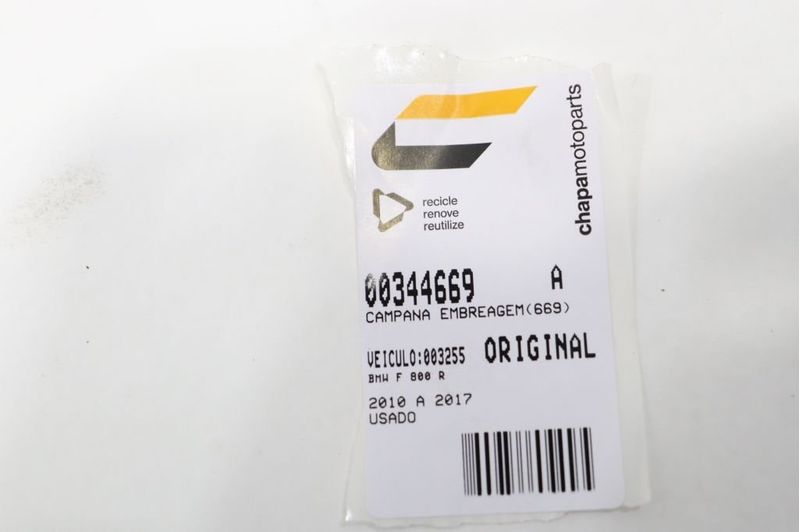 recicle
renove
reutilize
chapamotoparts
00344669 A
CAMPANA EMBREAGEM(669)
VEICULO:003255 ORIGINAL
BMW F 800 R
2010 A 2017
USADO